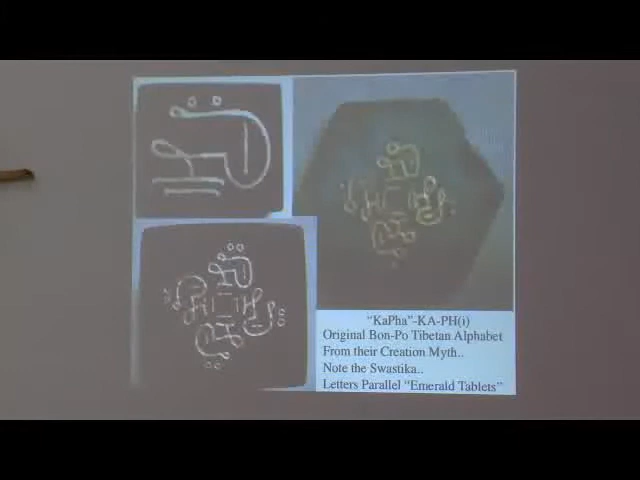 “KaPha”-KA-PH(i)
Original Bon-Po Tibetan Alphabet
From their Creation Myth..
Note the Swastika..
Letters Parallel “Emerald Tablets”